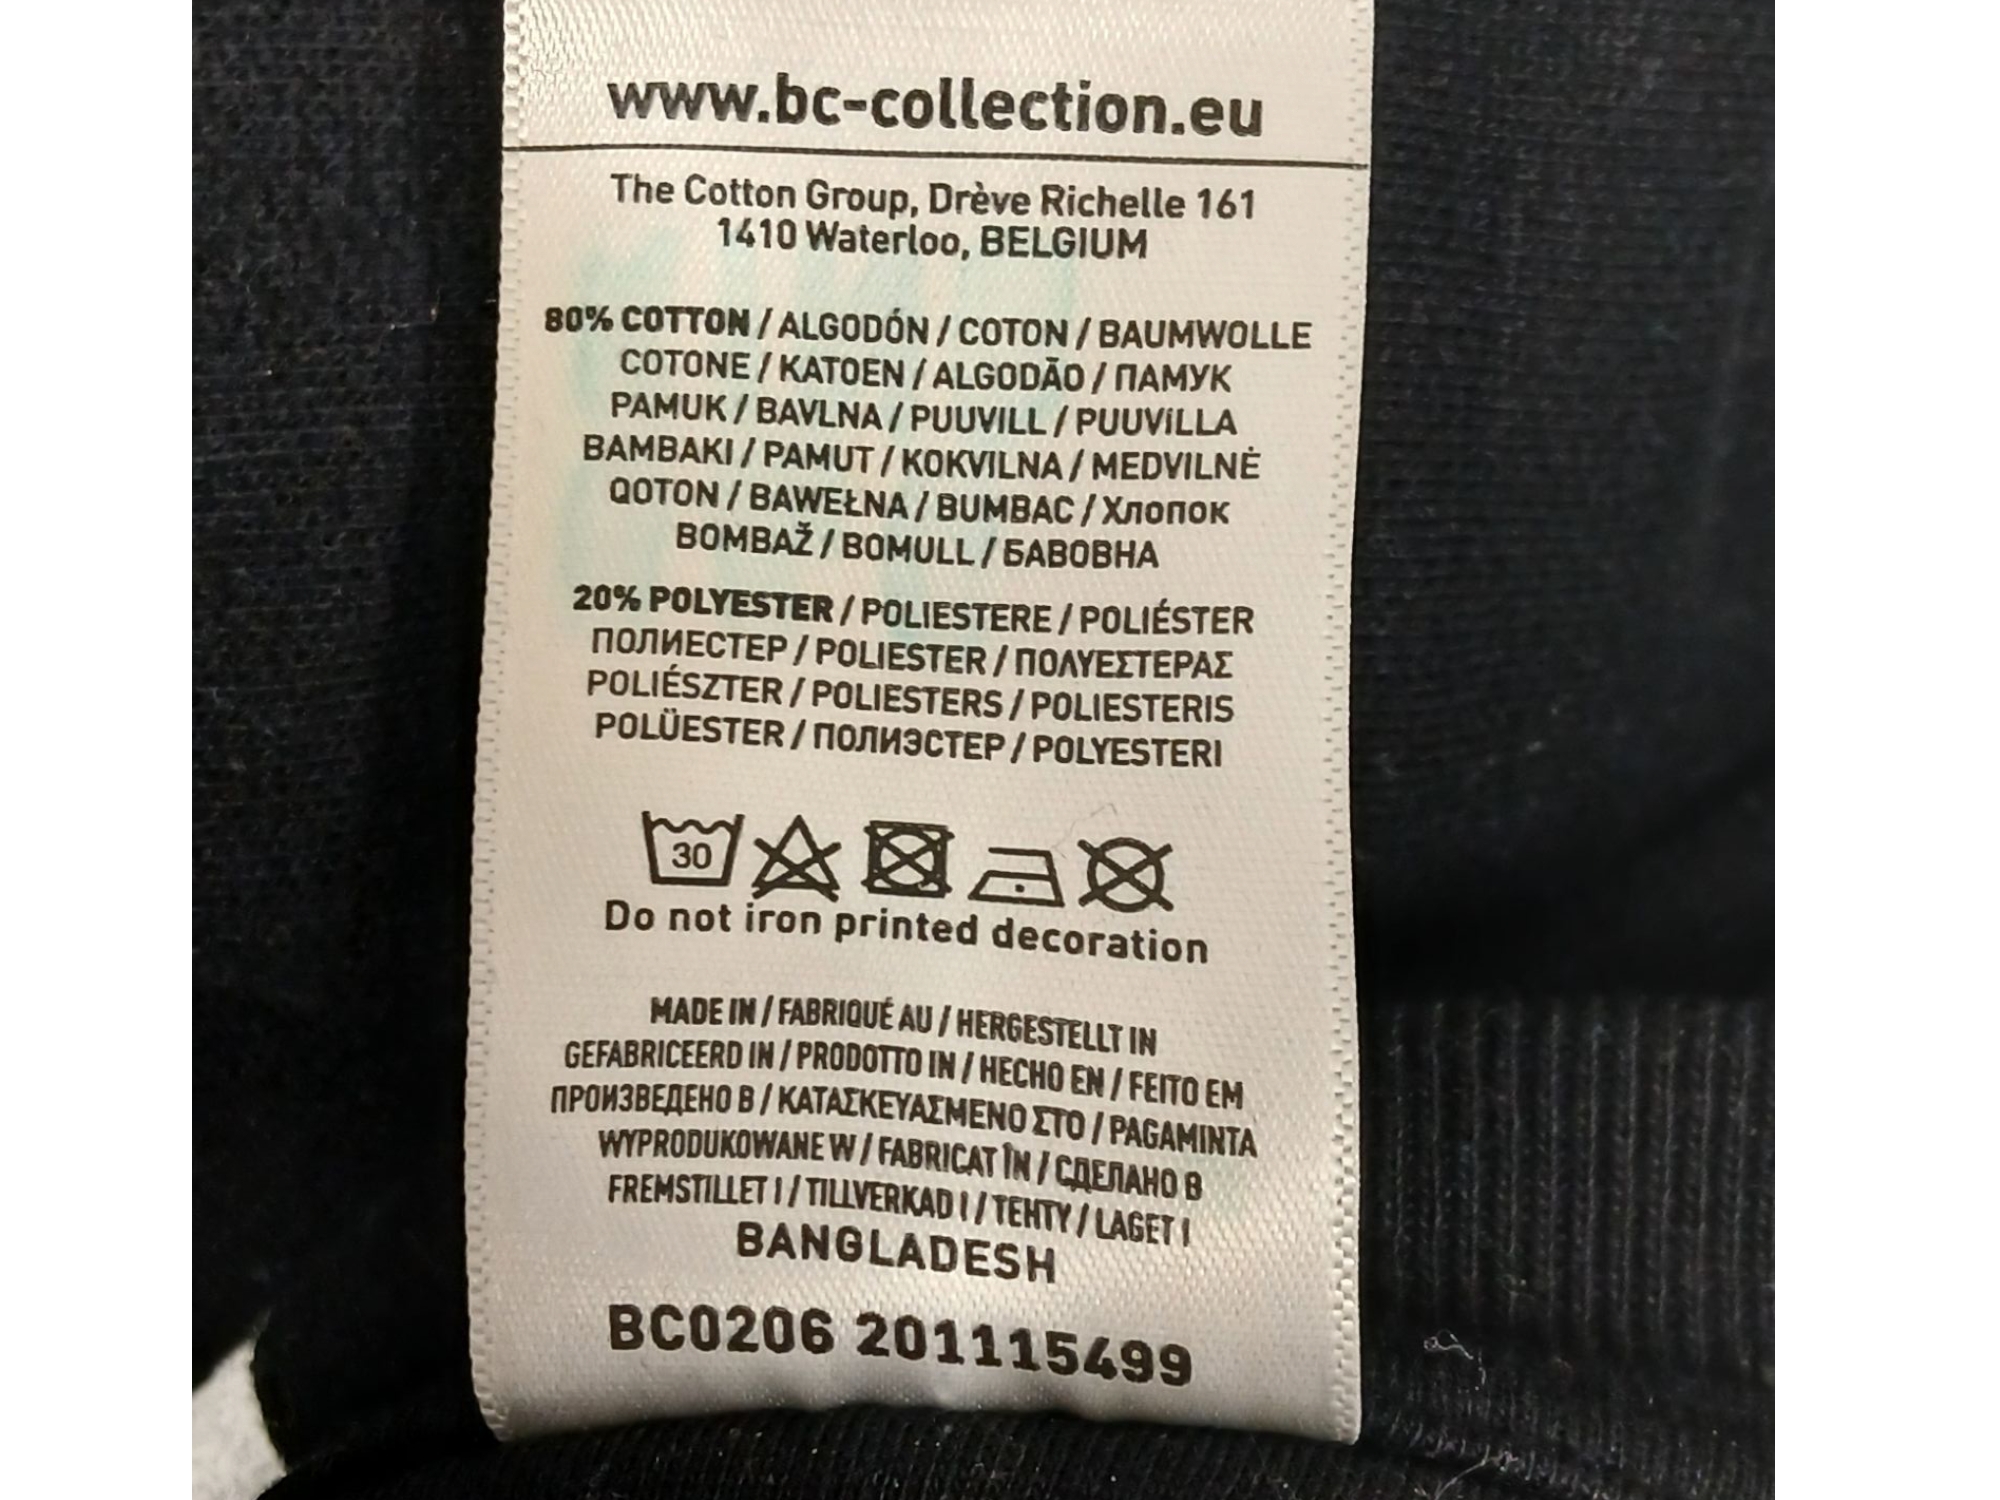 www.bc-collection.eu
The Cotton Group, Drève Richelle 161
1410 Waterloo, BELGIUM
80% COTTON / ALGODÓN / COTON / BAUMWOLLE
COTONE / KATOEN / ALGODÃO / ПАМУК
PAMUK / BAVLNA / PUUVILL / PUUVILLA
BAMBAKI / PAMUT / KOKVILNA / MEDVILNĖ
QOTON / BAWEŁNA / BUMBAC / Хлопок
BOMBAŽ / BOMULL / БАВОВНА
20% POLYESTER / POLIESTERE / POLIÉSTER
ПОЛИЕСТЕР / POLIESTER / ΠΟΛΥΕΣΤΕΡΑΣ
POLIÉSZTER / POLIESTERS / POLIESTERIS
POLÜESTER / ПОЛИЭСТЕР / POLYESTERI
30
Do not iron printed decoration
MADE IN / FABRIQUÉ AU / HERGESTELLT IN
GEFABRICEERD IN / PRODOTTO IN / HECHO EN / FEITO EM
ПРОИЗВЕДЕНО В / ΚΑΤΑΣΚΕΥΑΣΜΕΝΟ ΣΤΟ / PAGAMINTA
WYPRODUKOWANE W / FABRICAT ÎN / СДЕЛАНО В
FREMSTILLET I / TILLVERKAD I / TEHTY / LAGET I
BANGLADESH
BC0206 201115499